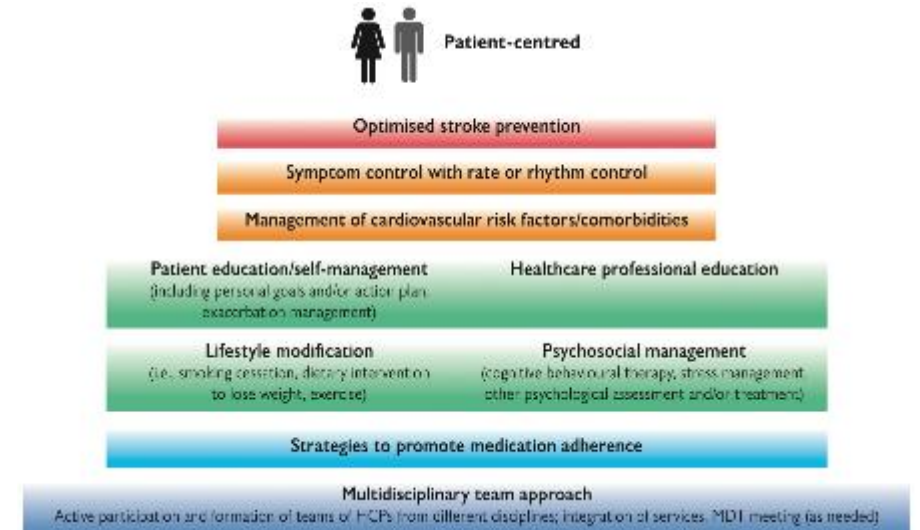 Patient-centred
Optimised stroke prevention
Symptom control with rate or rhythm control
Management of cardiovascular risk factors/comorbidities
Patient education/self-management
(including personal goals and/or action plan,
exacerbation management)
Healthcare professional education
Lifestyle modification
(i.e., smoking cessation, dietary intervention
to lose weight, exercise)
Psychosocial management
(cognitive behavioural therapy, stress management
other psychological assessment and/or treatment)
Strategies to promote medication adherence
Multidisciplinary team approach
Active participation and formation of teams of HCPs from different disciplines; integration of services, MDT meeting (as needed)